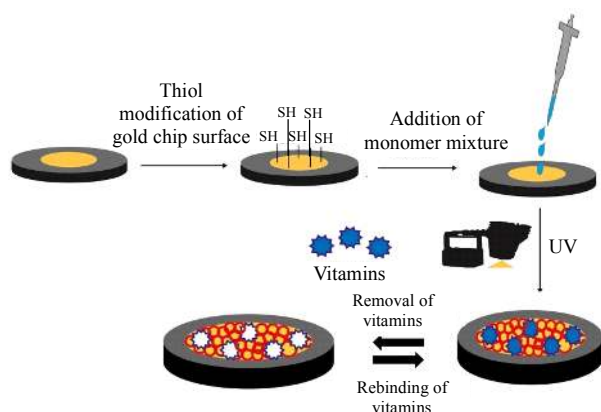 Thiol
modification of
gold chip surface
SH
SH
SH
SH
SH
Addition of
monomer mixture
UV
Vitamins
Removal of
vitamins
Rebinding of
vitamins